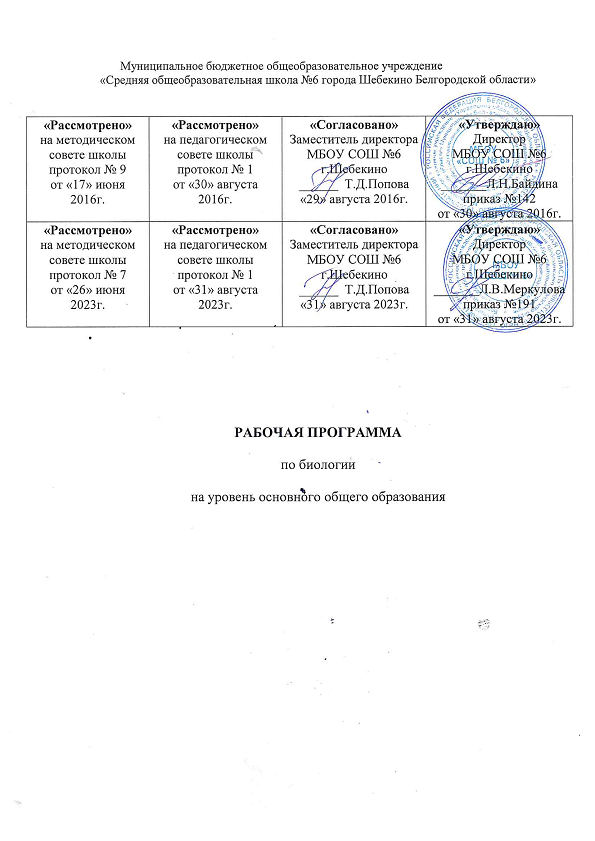 Муниципальное бюджетное общеобразовательное учреждение
«Средняя общеобразовательная школа №6 города Шебекино Белгородской области»
«Рассмотрено»
на методическом
совете школы
протокол № 9
от «17» июня
2016г.
«Рассмотрено»
на педагогическом
совете школы
протокол № 1
от «30» августа
2016г.
«Согласовано»
Заместитель директора
МБОУ СОШ №6
г.Шебекино
______ Т.Д.Попова
«29» августа 2016г.
«Утверждаю»
Директор
МБОУ СОШ №6
г.Шебекино
______ Л.Н.Байдина
приказ №142
от «30» августа 2016г.
«Рассмотрено»
на методическом
совете школы
протокол № 7
от «26» июня
2023г.
«Рассмотрено»
на педагогическом
совете школы
протокол № 1
от «31» августа
2023г.
«Согласовано»
Заместитель директора
МБОУ СОШ №6
г.Шебекино
______ Т.Д.Попова
«31» августа 2023г.
«Утверждаю»
Директор
МБОУ СОШ №6
г.Шебекино
______ Л.В.Меркулова
приказ №191
от «31» августа 2023г.
РАБОЧАЯ ПРОГРАММА
по биологии
на уровень основного общего образования